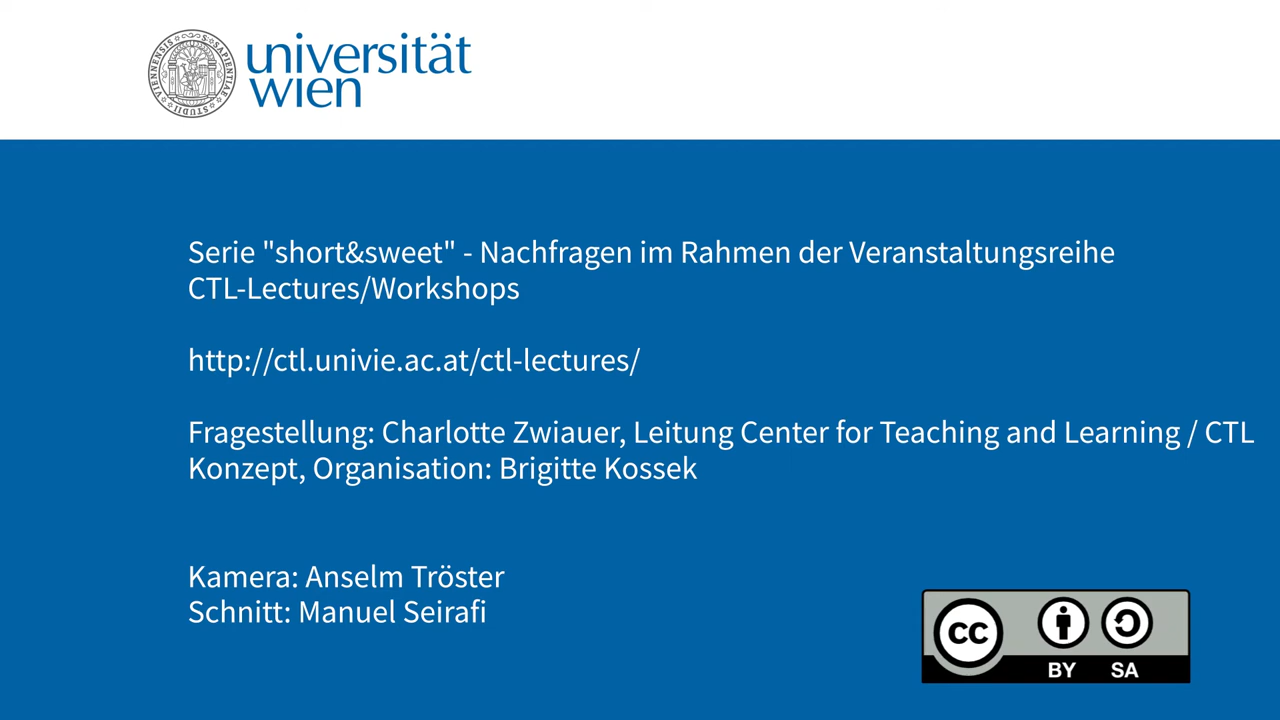 universität
wien
Serie "short&sweet" - Nachfragen im Rahmen der Veranstaltungsreihe
CTL-Lectures/Workshops
http://ctl.univie.ac.at/ctl-lectures/
Fragestellung: Charlotte Zwiauer, Leitung Center for Teaching and Learning / CTL
Konzept, Organisation: Brigitte Kossek
Kamera: Anselm Tröster
Schnitt: Manuel Seirafi
cc
BY SA